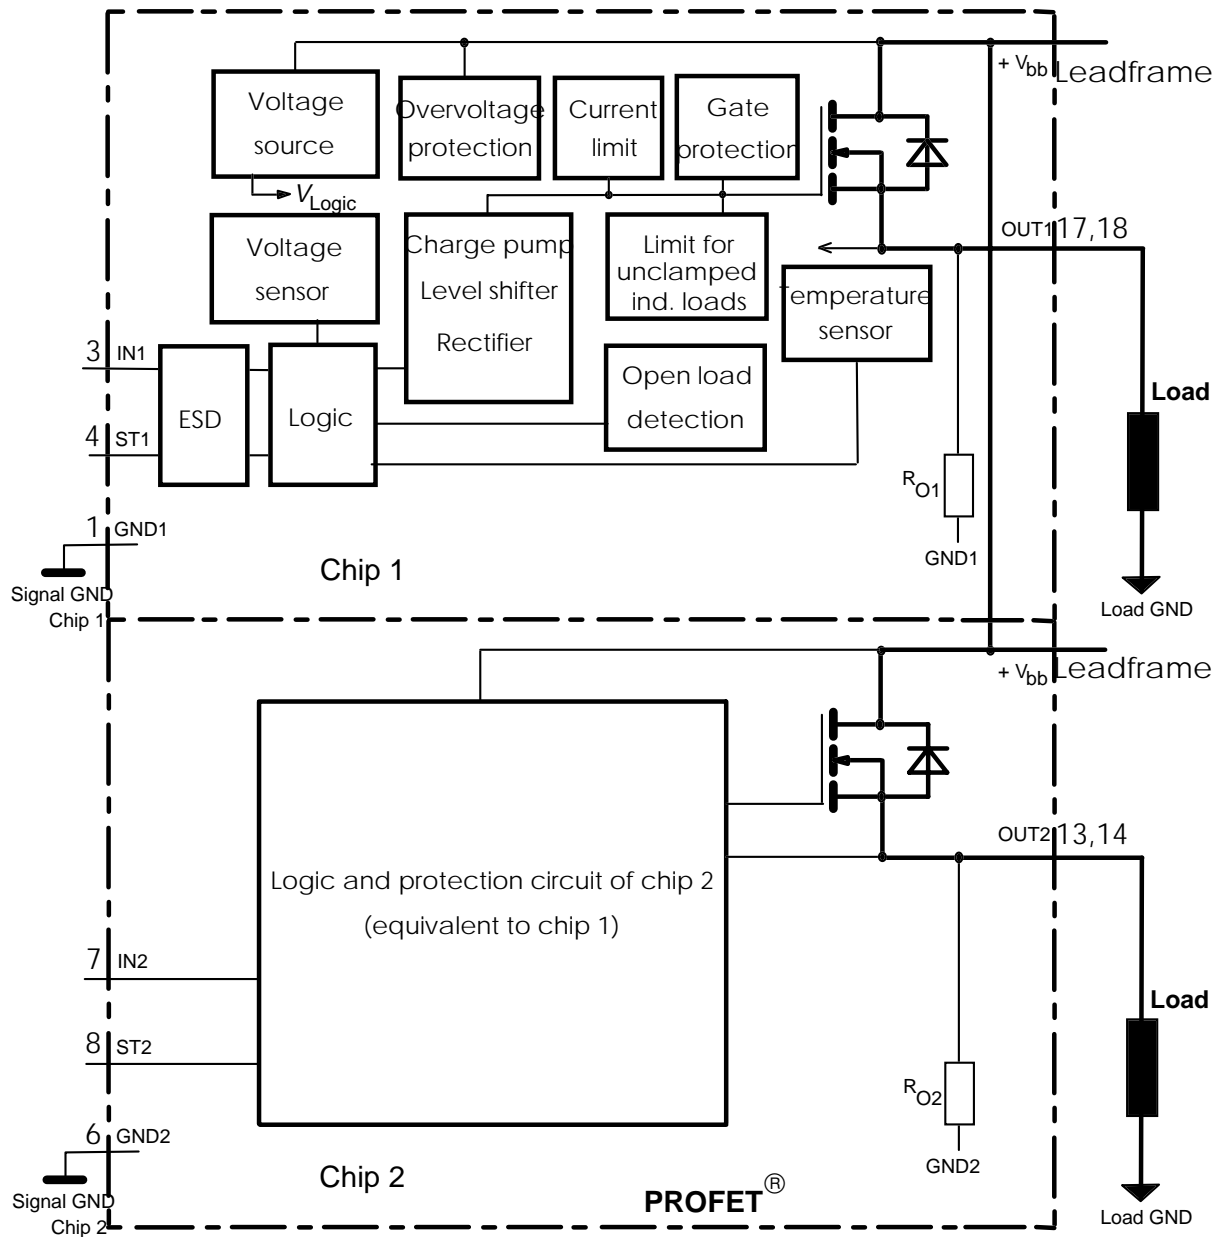 + Vbb Leadframe
Voltage
source
Overvoltage
protection
Current
limit
Gate
protection
VLogic
Voltage
sensor
Charge pump
Level shifter
Rectifier
Limit for
unclamped
ind. loads
OUT1 17,18
Temperature
sensor
3 IN1
ESD
Logic
Open load
detection
Load
4 ST1
RO1
1 GND1
GND1
Signal GND
Chip 1
Chip 1
Load GND
+ Vbb Leadframe
OUT2 13,14
Logic and protection circuit of chip 2
(equivalent to chip 1)
7 IN2
Load
8 ST2
RO2
6 GND2
GND2
Signal GND
Chip 2
Chip 2
PROFET®
Load GND